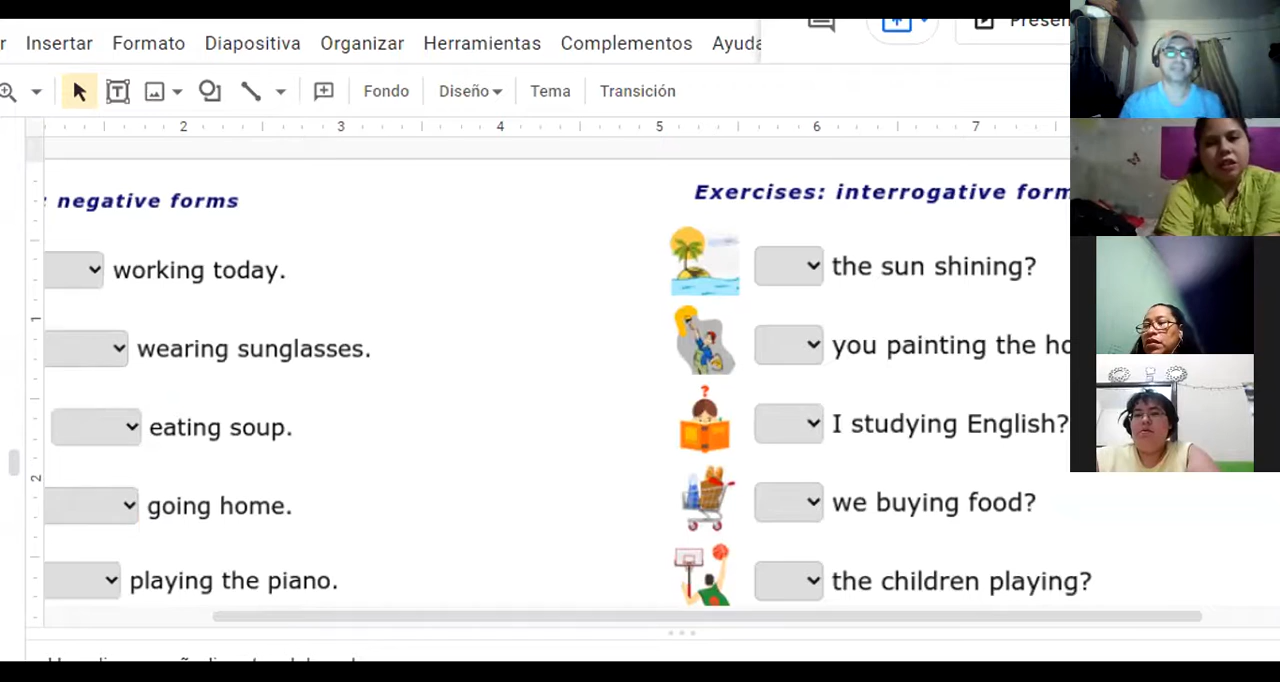 Insertar Formato Diapositiva Organizar Herramientas Complementos Ayuda
Fondo Diseño Tema Transición
2 3 4 5 6 7
: negative forms
working today.
wearing sunglasses.
eating soup.
going home.
playing the piano.
Exercises: interrogative form
the sun shining?
you painting the ho
I studying English?
we buying food?
the children playing?
1
2